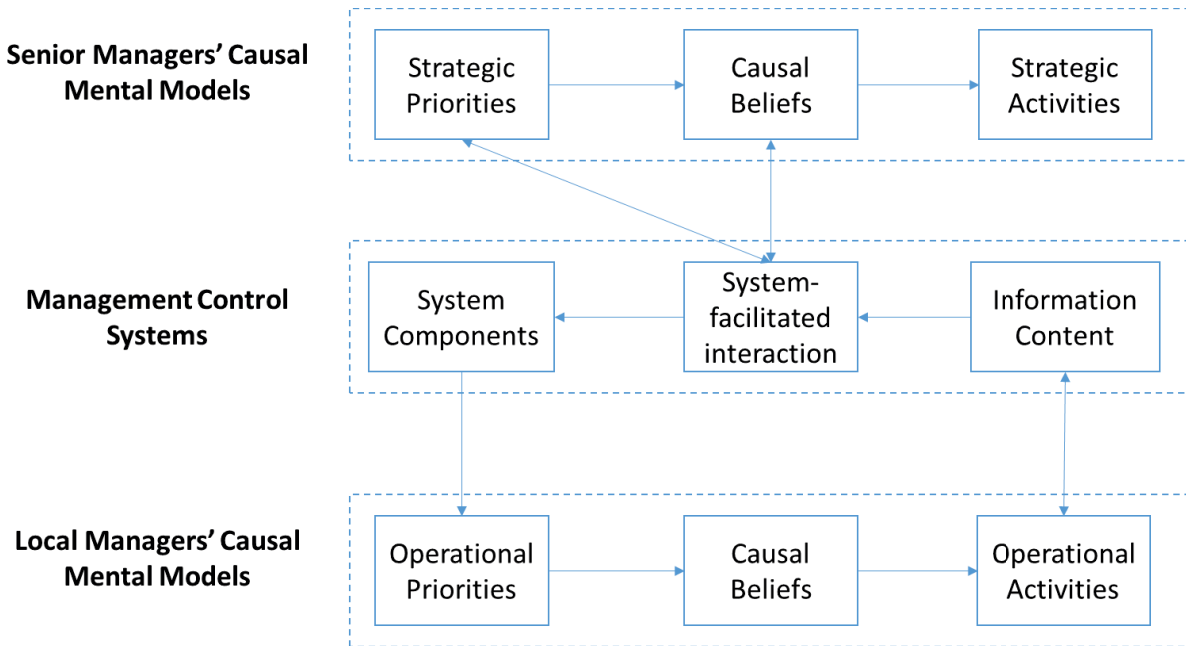 Senior Managers’ Causal
Mental Models
Strategic
Priorities
Causal
Beliefs
Strategic
Activities
Management Control
Systems
System
Components
System-
facilitated
interaction
Information
Content
Local Managers’ Causal
Mental Models
Operational
Priorities
Causal
Beliefs
Operational
Activities